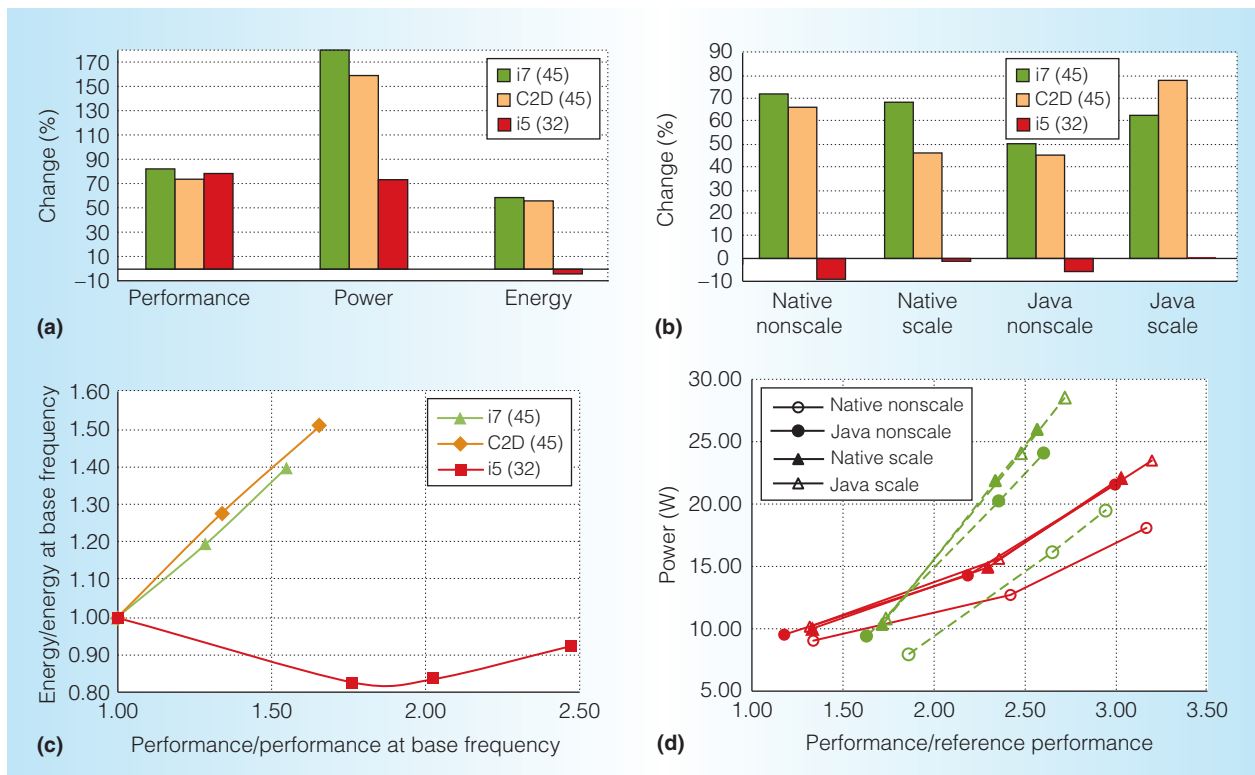 170
150
130
110
90
70
50
30
10
−10
Change (%)
i7 (45)
C2D (45)
i5 (32)
Performance
Power
Energy
(a)
90
80
70
60
50
40
30
20
10
0
−10
Change (%)
i7 (45)
C2D (45)
i5 (32)
Native
nonscale
Native
scale
Java
nonscale
Java
scale
(b)
1.60
1.50
1.40
1.30
1.20
1.10
1.00
0.90
0.80
Energy/energy at base frequency
i7 (45)
C2D (45)
i5 (32)
1.00
1.50
2.00
2.50
(c)
Performance/performance at base frequency
30.00
25.00
20.00
15.00
10.00
5.00
Power (W)
Native nonscale
Java nonscale
Native scale
Java scale
1.00
1.50
2.00
2.50
3.00
3.50
(d)
Performance/reference performance